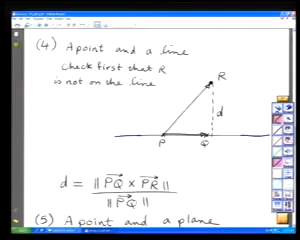 (4) A point and a line
check first that R
is not on the line
R
d
P
Q
d = ‖ PQ × PR ‖
‖ PQ ‖
(5) A point and a plane